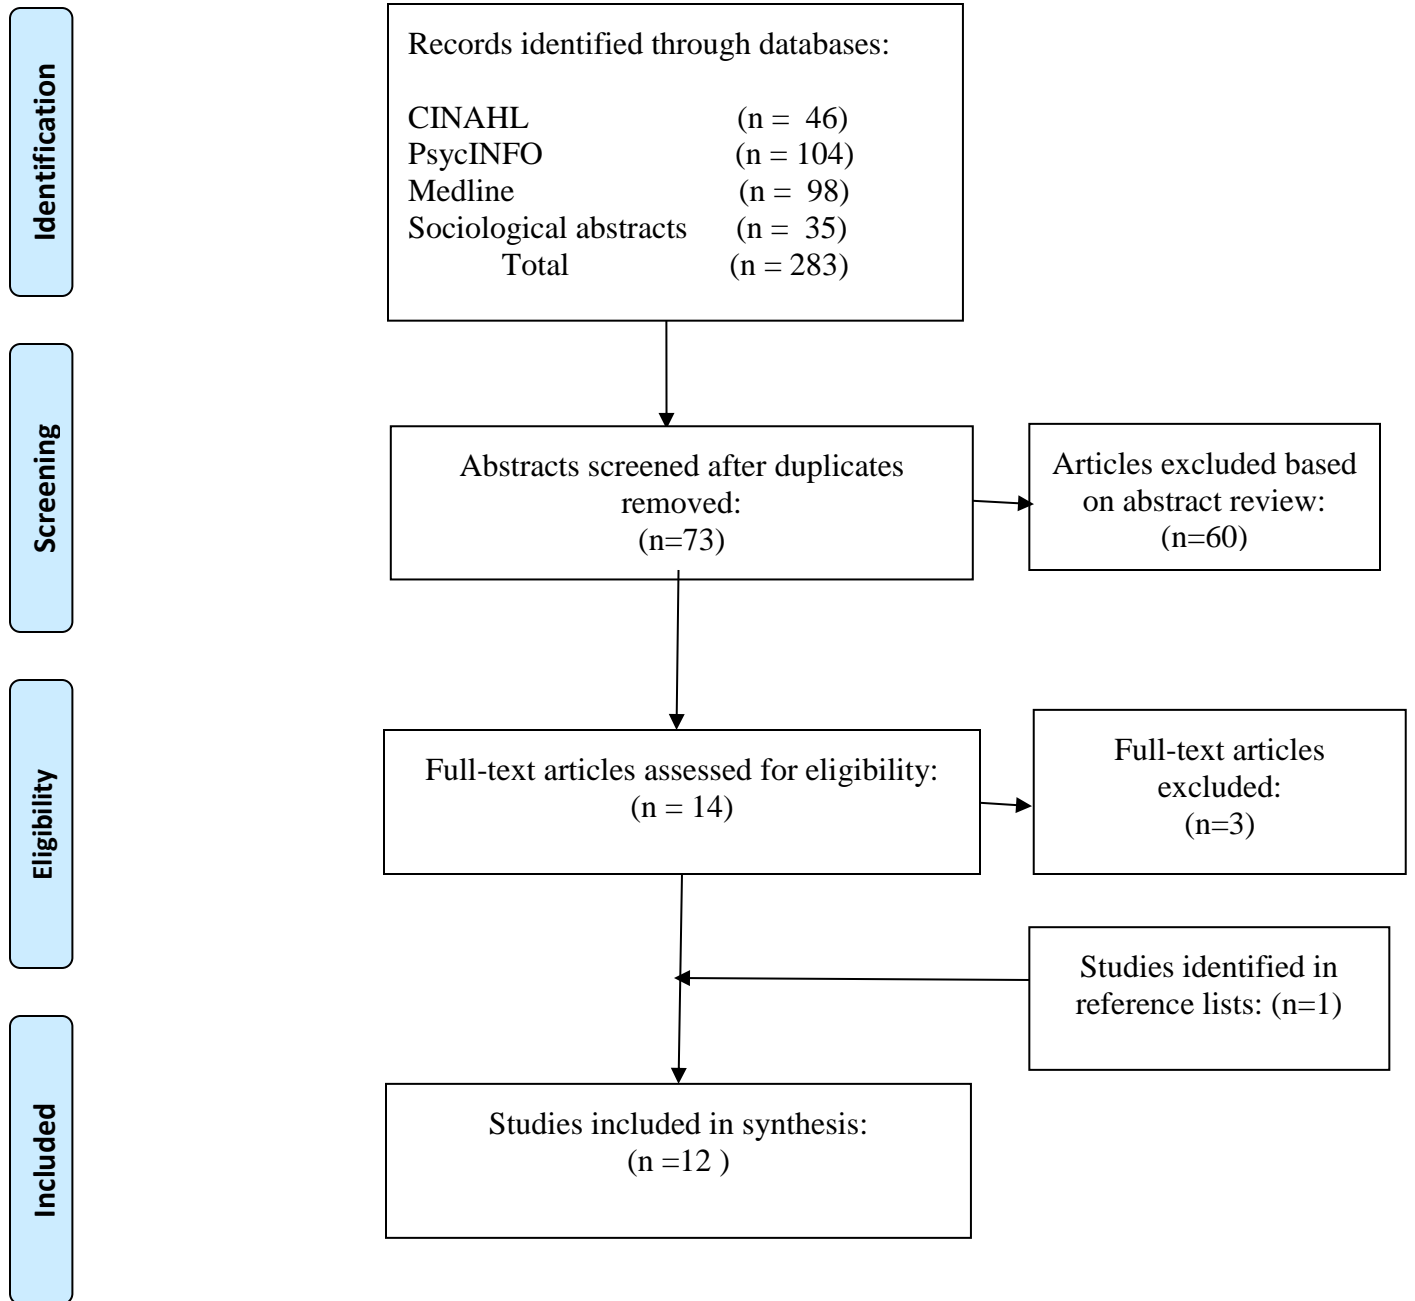 Identification
Records identified through databases:
CINAHL (n = 46)
PsycINFO (n = 104)
Medline (n = 98)
Sociological abstracts (n = 35)
Total (n = 283)
Screening
Abstracts screened after duplicates
removed:
(n=73)
Articles excluded based
on abstract review:
(n=60)
Eligibility
Full-text articles assessed for eligibility:
(n = 14)
Full-text articles
excluded:
(n=3)
Studies identified in
reference lists: (n=1)
Included
Studies included in synthesis:
(n =12 )